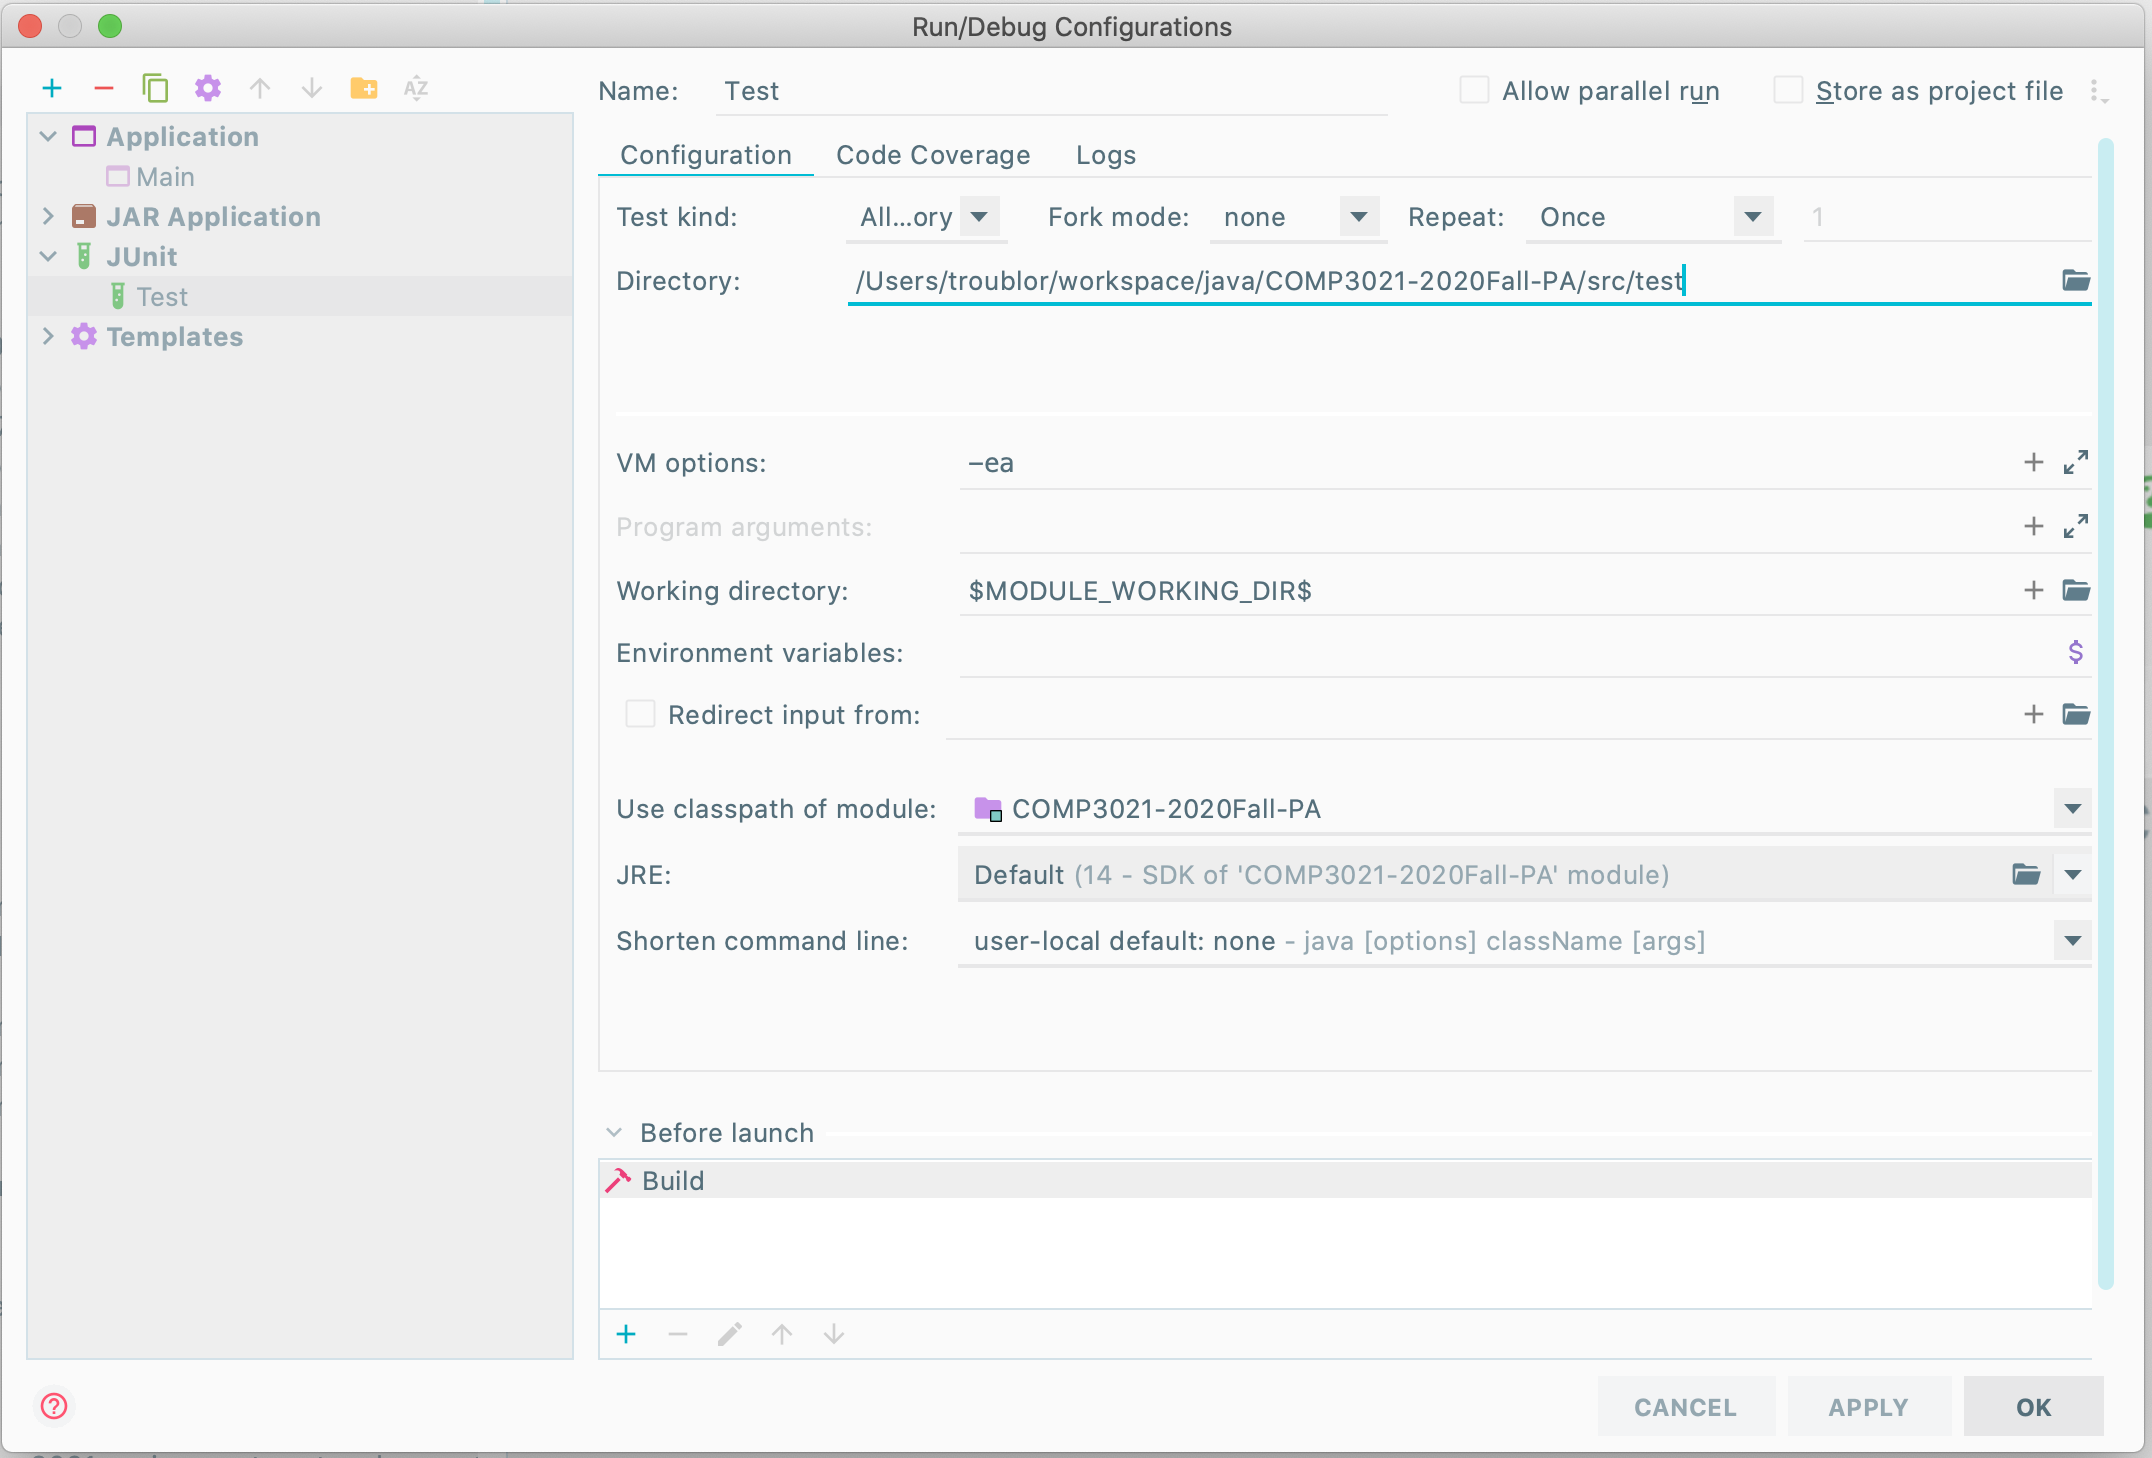 Run/Debug Configurations
AZ
Name: Test Allow parallel run Store as project file
Application
Main
JAR Application
JUnit
Test
Templates
Configuration Code Coverage Logs
Test kind: All...ory Fork mode: none Repeat: Once 1
Directory: /Users/troublor/workspace/java/COMP3021-2020Fall-PA/src/test
VM options: –ea
Program arguments:
Working directory: $MODULE_WORKING_DIR$
Environment variables: $
Redirect input from:
Use classpath of module: COMP3021-2020Fall-PA
JRE: Default (14 - SDK of 'COMP3021-2020Fall-PA' module)
Shorten command line: user-local default: none - java [options] className [args]
Before launch
Build
? CANCEL APPLY OK